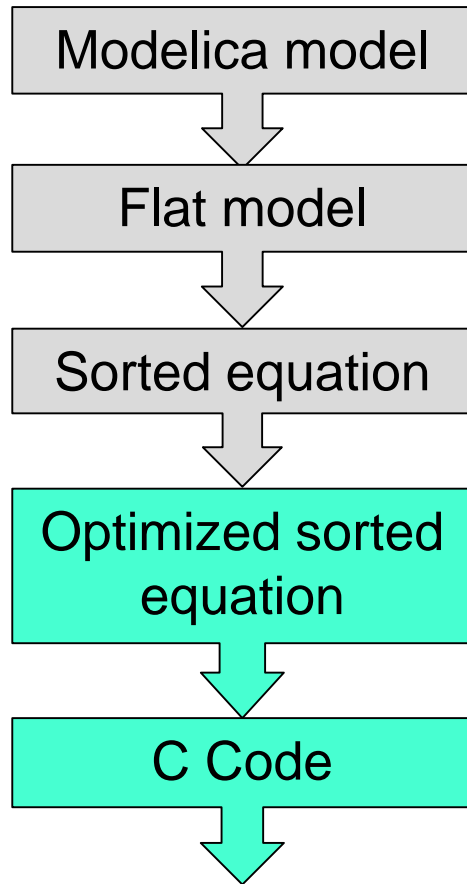 Modelica model
Flat model
Sorted equation
Optimized sorted
equation
C Code